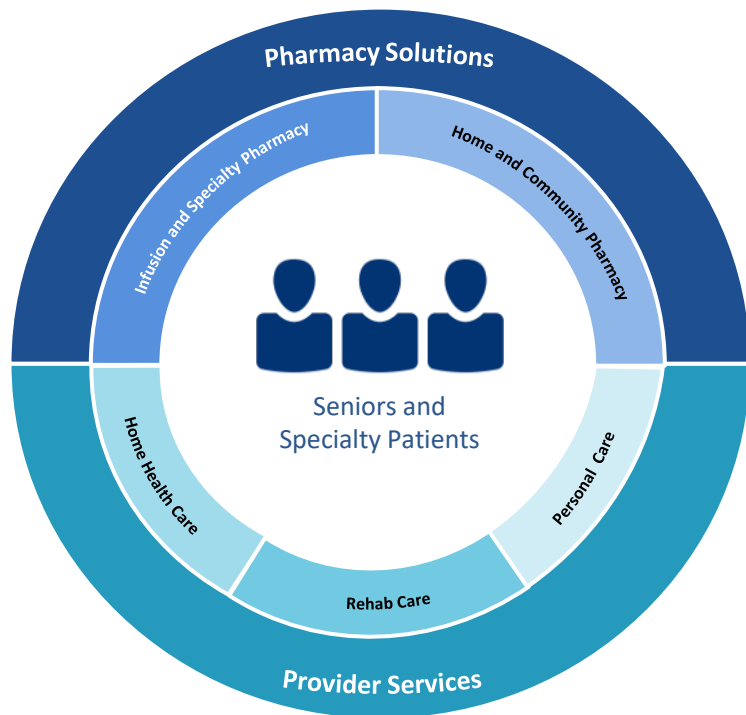 Pharmacy Solutions
Infusion and Specialty Pharmacy
Home and Community Pharmacy
Seniors and
Specialty Patients
Home Health Care
Rehab Care
Personal Care
Provider Services